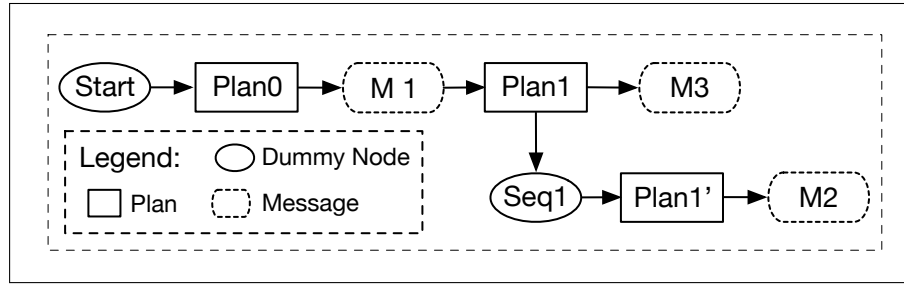 Start Plan0 M 1 Plan1 M3
Legend: Dummy Node
Plan Message
Seq1 Plan1’ M2